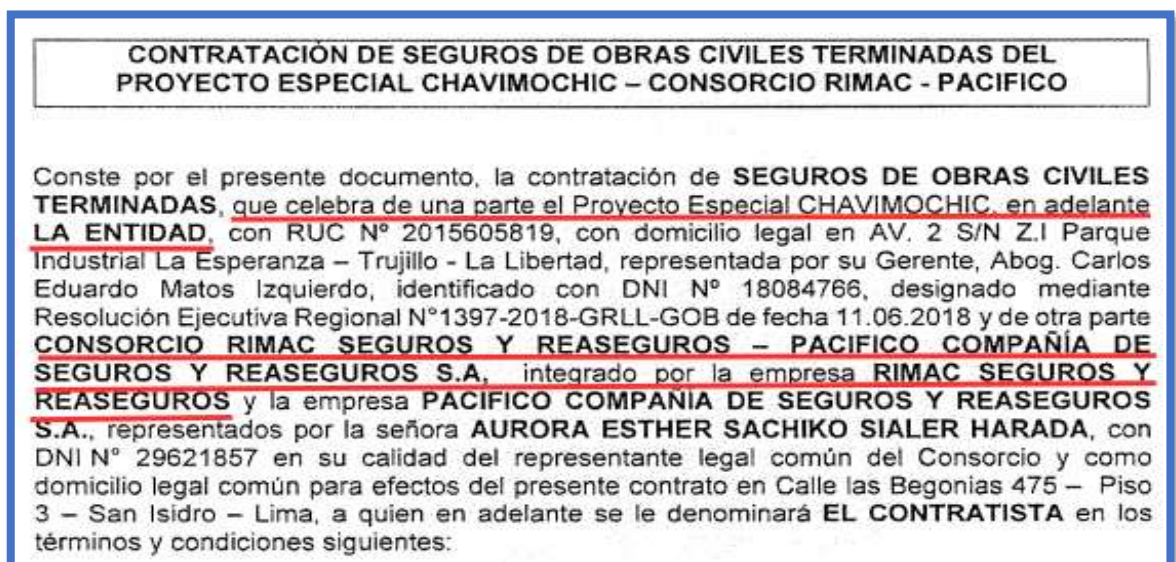 CONTRATACIÓN DE SEGUROS DE OBRAS CIVILES TERMINADAS DEL
PROYECTO ESPECIAL CHAVIMOCHIC – CONSORCIO RIMAC - PACIFICO
Conste por el presente documento, la contratación de SEGUROS DE OBRAS CIVILES
TERMINADAS, que celebra de una parte el Proyecto Especial CHAVIMOCHIC, en adelante
LA ENTIDAD, con RUC Nº 2015605819, con domicilio legal en AV. 2 S/N Z.I Parque
Industrial La Esperanza – Trujillo - La Libertad, representada por su Gerente, Abog. Carlos
Eduardo Matos Izquierdo, identificado con DNI Nº 18084766, designado mediante
Resolución Ejecutiva Regional N°1397-2018-GRLL-GOB de fecha 11.06.2018 y de otra parte
CONSORCIO RIMAC SEGUROS Y REASEGUROS – PACIFICO COMPAÑÍA DE
SEGUROS Y REASEGUROS S.A, integrado por la empresa RIMAC SEGUROS Y
REASEGUROS y la empresa PACIFICO COMPAÑIA DE SEGUROS Y REASEGUROS
S.A., representados por la señora AURORA ESTHER SACHIKO SIALER HARADA, con
DNI N° 29621857 en su calidad del representante legal común del Consorcio y como
domicilio legal común para efectos del presente contrato en Calle las Begonias 475 – Piso
3 – San Isidro – Lima, a quien en adelante se le denominará EL CONTRATISTA en los
términos y condiciones siguientes: